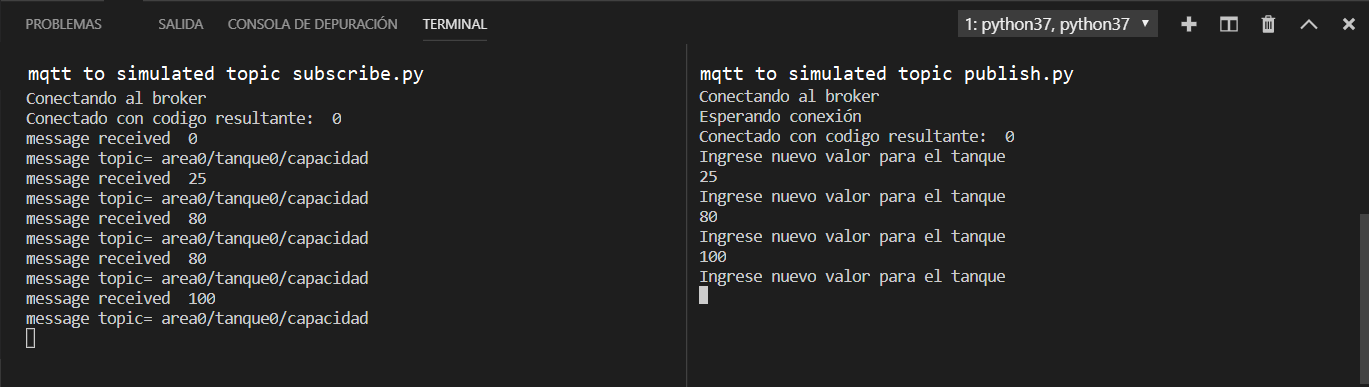 PROBLEMAS SALIDA CONSOLA DE DEPURACIÓN TERMINAL 1: python37, python37
mqtt to simulated topic subscribe.py
Conectando al broker
Conectado con codigo resultante:  0
message received  0
message topic= area0/tanque0/capacidad
message received  25
message topic= area0/tanque0/capacidad
message received  80
message topic= area0/tanque0/capacidad
message received  80
message topic= area0/tanque0/capacidad
message received  100
message topic= area0/tanque0/capacidad
mqtt to simulated topic publish.py
Conectando al broker
Esperando conexión
Conectado con codigo resultante:  0
Ingrese nuevo valor para el tanque
25
Ingrese nuevo valor para el tanque
80
Ingrese nuevo valor para el tanque
100
Ingrese nuevo valor para el tanque